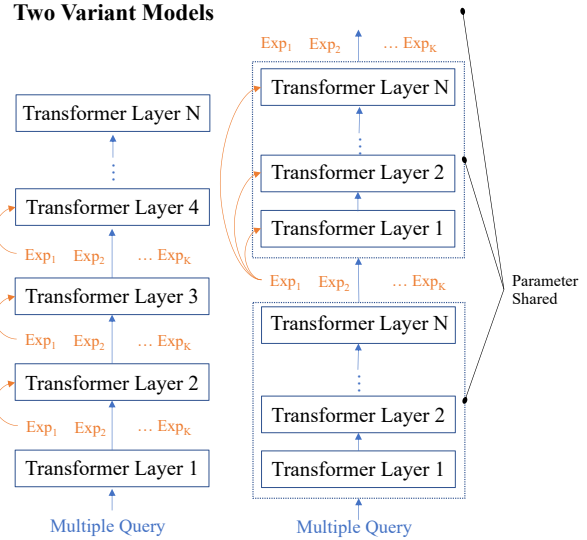 Two Variant Models
Transformer Layer N
⋮
Transformer Layer 4
Exp₁ Exp₂ … Expₖ
Transformer Layer 3
Exp₁ Exp₂ … Expₖ
Transformer Layer 2
Exp₁ Exp₂ … Expₖ
Transformer Layer 1
Multiple Query
Exp₁ Exp₂ … Expₖ
Transformer Layer N
⋮
Transformer Layer 2
Transformer Layer 1
Exp₁ Exp₂ … Expₖ
Transformer Layer N
⋮
Transformer Layer 2
Transformer Layer 1
Multiple Query
Parameter
Shared